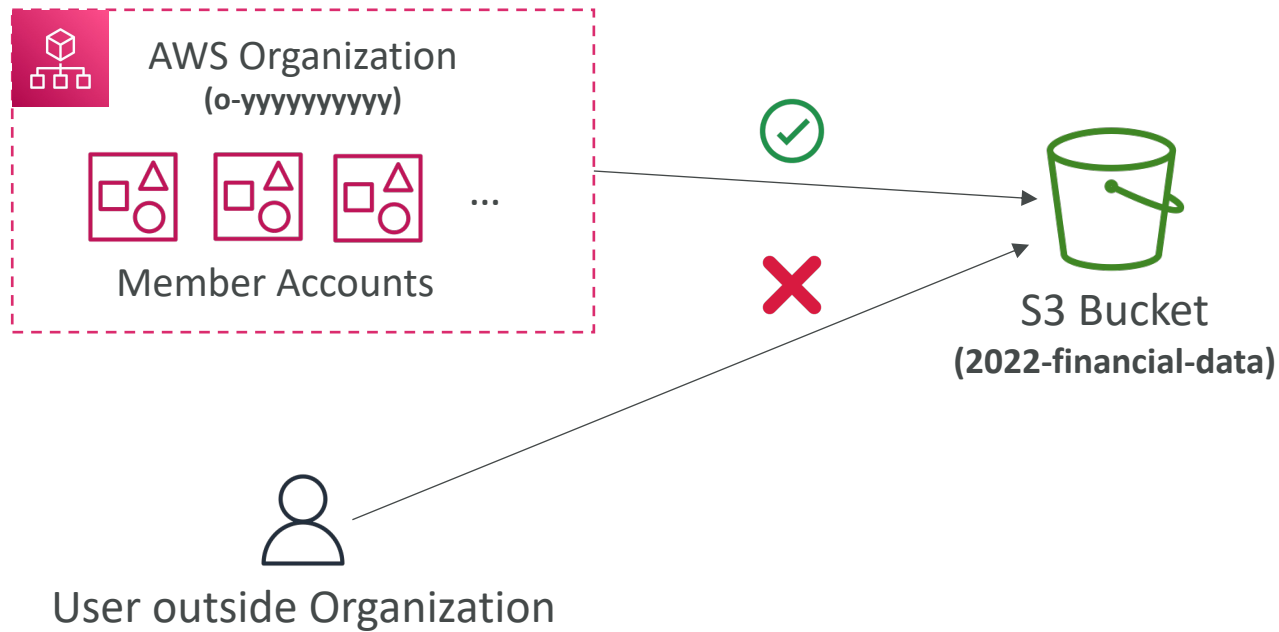 AWS Organization
(o-yyyyyyyyyy)
...
Member Accounts
S3 Bucket
(2022-financial-data)
User outside Organization